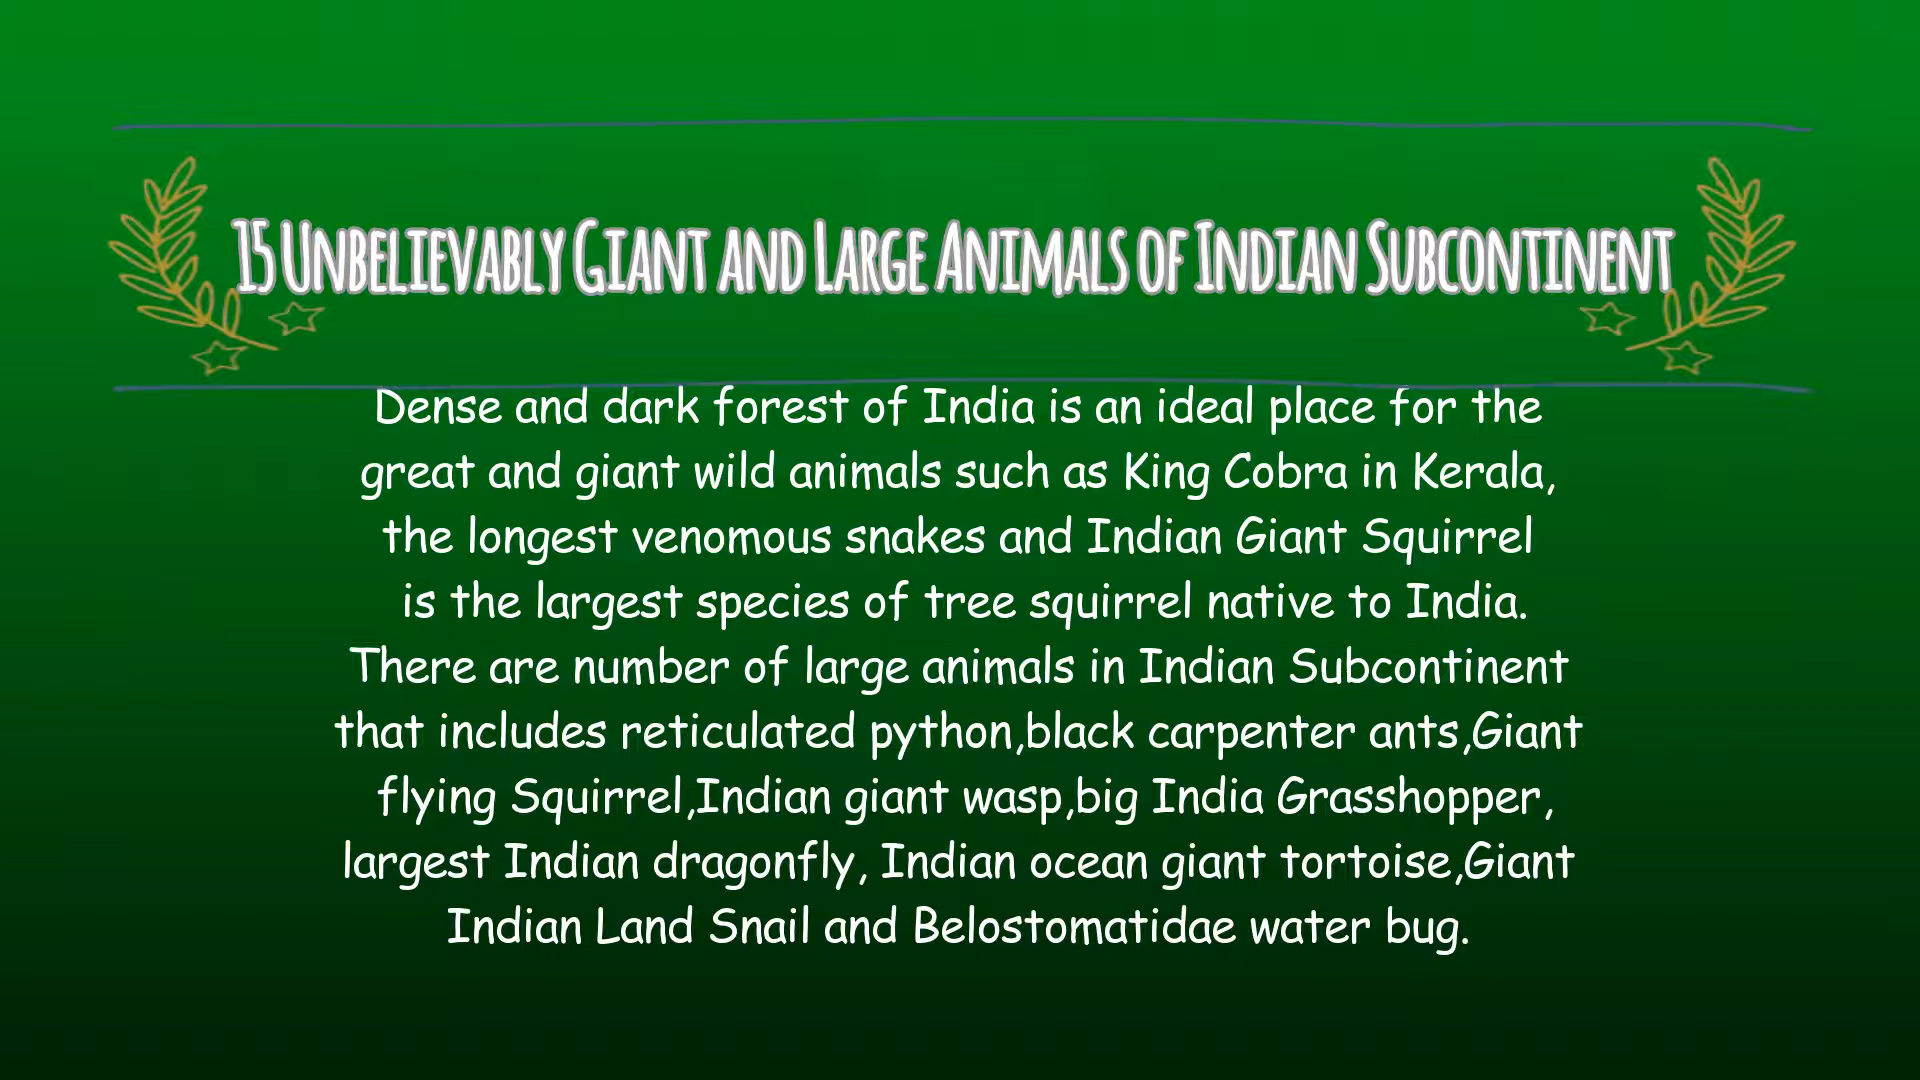 15 Unbelievably Giant and Large Animals of Indian Subcontinent
Dense and dark forest of India is an ideal place for the
great and giant wild animals such as King Cobra in Kerala,
the longest venomous snakes and Indian Giant Squirrel
is the largest species of tree squirrel native to India.
There are number of large animals in Indian Subcontinent
that includes reticulated python,black carpenter ants,Giant
flying Squirrel,Indian giant wasp,big India Grasshopper,
largest Indian dragonfly, Indian ocean giant tortoise,Giant
Indian Land Snail and Belostomatidae water bug.